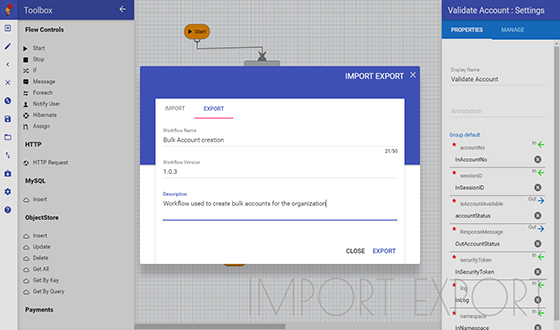 Toolbox
Flow Controls
Start
Stop
If
Message
Foreach
Notify User
Hibernate
Assign
HTTP
HTTP Request
MySQL
Insert
ObjectStore
Insert
Update
Delete
Get All
Get By Key
Get By Query
Payments
Start
IMPORT EXPORT
IMPORT
EXPORT
Workflow Name
Bulk Account creation
21/50
Workflow Version
1.0.3
Description
Workflow used to create bulk accounts for the organization
CLOSE
EXPORT
IMPORT EXPORT
Validate Account : Settings
PROPERTIES
MANAGE
Display Name
Validate Account
Annotation
Group default
* accountNo In
InAccountNo
* sessionID In
InSessionID
* isAccountAvailable Out
accountStatus
* ResponseMessage Out
OutAccountStatus
* securityToken In
InSecurityToken
* log In
InLog
* namespace In
InNamespace